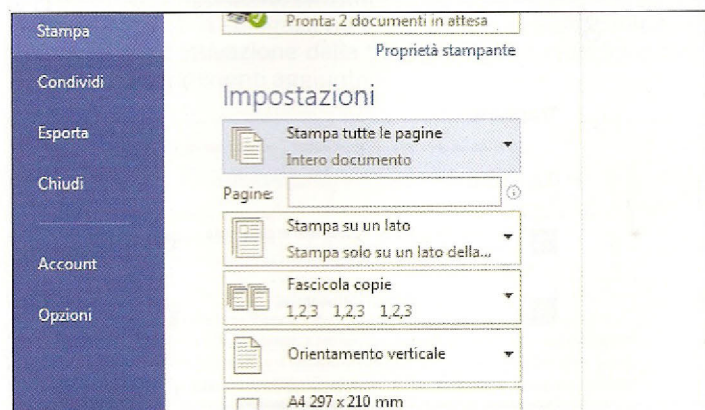 Stampa
Condividi
Esporta
Chiudi
Account
Opzioni
Pronta: 2 documenti in attesa
Proprietà stampante
Impostazioni
Stampa tutte le pagine
Intero documento
Pagine:
Stampa su un lato
Stampa solo su un lato della...
Fascicola copie
1,2,3 1,2,3 1,2,3
Orientamento verticale
A4 297 x 210 mm